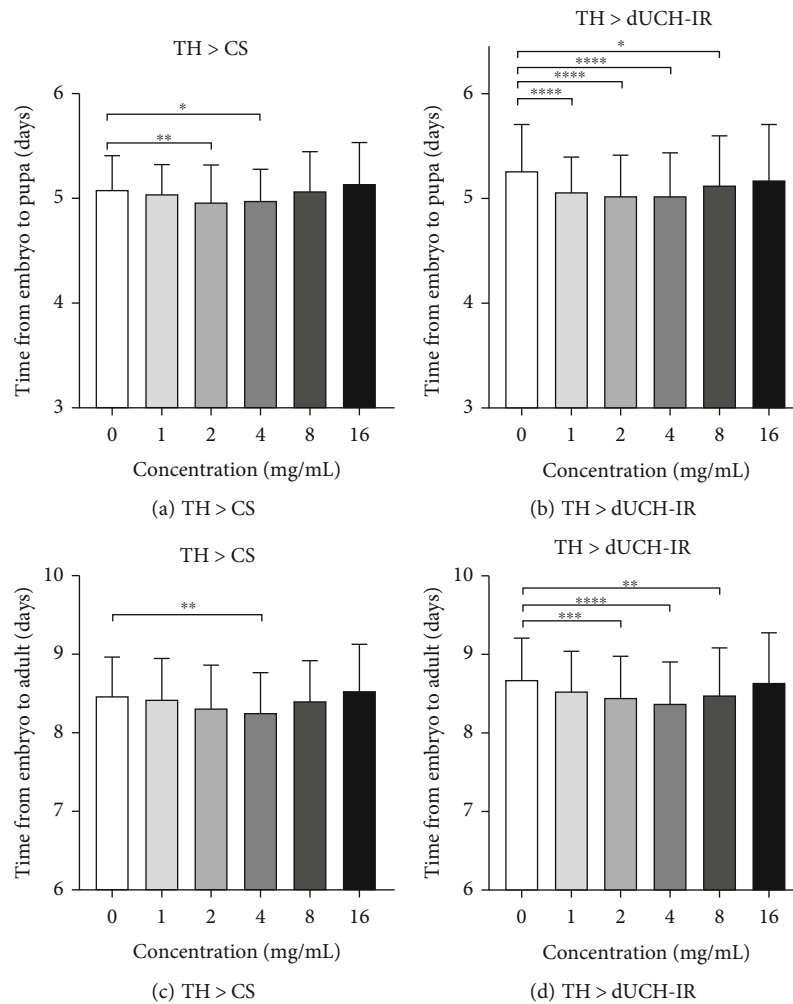 TH > CS
**
*
Time from embryo to pupa (days)
6
5
4
3
0 1 2 4 8 16
Concentration (mg/mL)
(a) TH > CS
TH > dUCH-IR
*
****
****
****
Time from embryo to pupa (days)
6
5
4
3
0 1 2 4 8 16
Concentration (mg/mL)
(b) TH > dUCH-IR
TH > CS
**
Time from embryo to adult (days)
10
9
8
7
6
0 1 2 4 8 16
Concentration (mg/mL)
(c) TH > CS
TH > dUCH-IR
**
****
***
Time from embryo to adult (days)
10
9
8
7
6
0 1 2 4 8 16
Concentration (mg/mL)
(d) TH > dUCH-IR